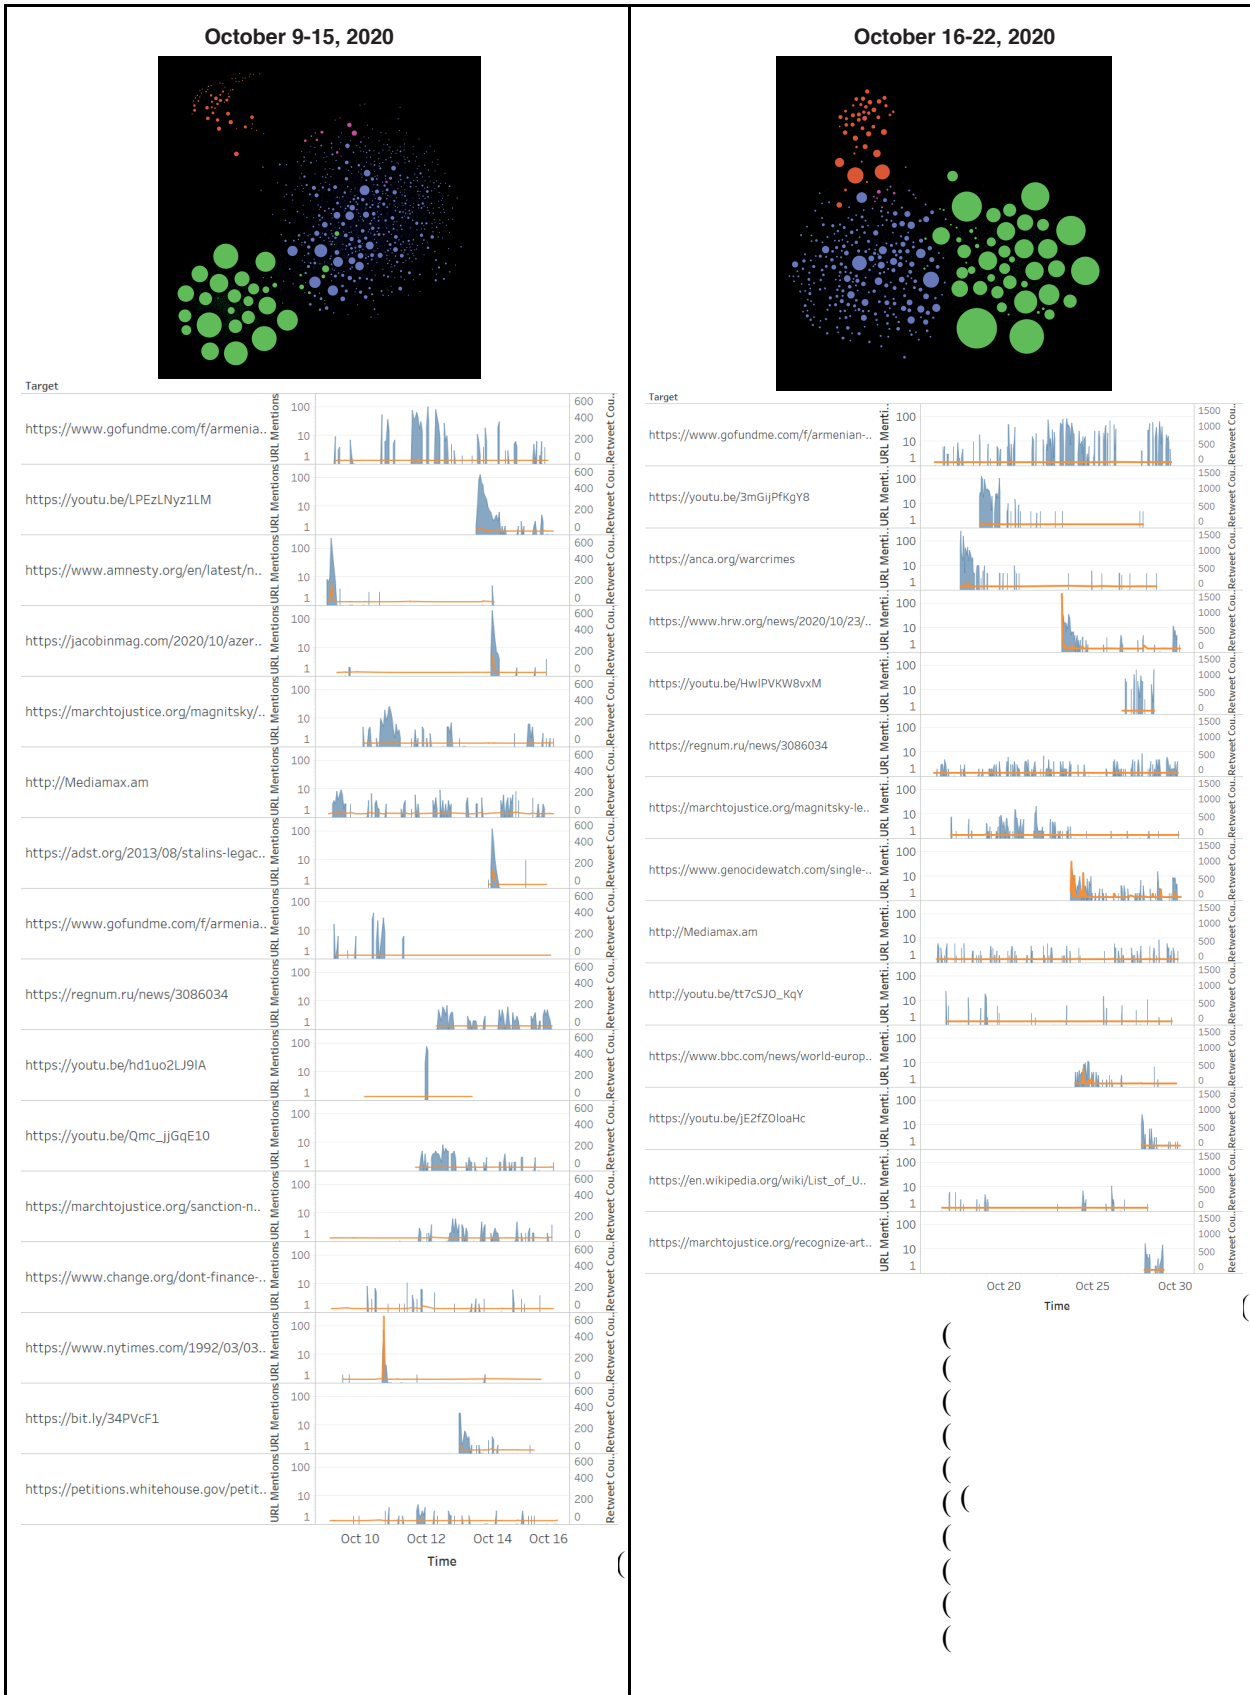 October 9-15, 2020
Target
https://www.gofundme.com/f/armenia..
https://youtu.be/LPEzLNyz1LM
https://www.amnesty.org/en/latest/n..
https://jacobinmag.com/2020/10/azer..
https://marchtojustice.org/magnitsky/..
http://Mediamax.am
https://adst.org/2013/08/stalins-legac..
https://www.gofundme.com/f/armenia..
https://regnum.ru/news/3086034
https://youtu.be/hd1uo2LJ9lA
https://youtu.be/Qmc_jjGqE10
https://marchtojustice.org/sanction-n..
https://www.change.org/dont-finance-..
https://www.nytimes.com/1992/03/03..
https://bit.ly/34PVcF1
https://petitions.whitehouse.gov/petit..
URL Mentions
100
10
1
600
400
200
0
Retweet Cou..
Oct 10 Oct 12 Oct 14 Oct 16
Time
October 16-22, 2020
Target
https://www.gofundme.com/f/armenian-..
https://youtu.be/3mGijPfKgY8
https://anca.org/warcrimes
https://www.hrw.org/news/2020/10/23/..
https://youtu.be/HwlPVKW8vxM
https://regnum.ru/news/3086034
https://marchtojustice.org/magnitsky-le..
https://www.genocidewatch.com/single-..
http://Mediamax.am
http://youtu.be/tt7cSJO_KqY
https://www.bbc.com/news/world-europ..
https://youtu.be/jE2fZOloaHc
https://en.wikipedia.org/wiki/List_of_U..
https://marchtojustice.org/recognize-art..
URL Menti..
100
10
1
1500
1000
500
0
Retweet Cou..
Oct 20 Oct 25 Oct 30
Time